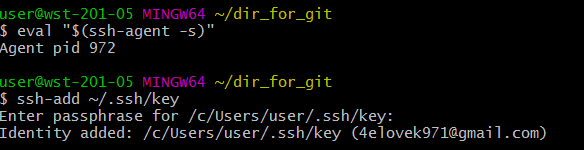 user@wst-201-05 MINGW64 ~/dir_for_git
$ eval "$(ssh-agent -s)"
Agent pid 972
user@wst-201-05 MINGW64 ~/dir_for_git
$ ssh-add ~/.ssh/key
Enter passphrase for /c/Users/user/.ssh/key:
Identity added: /c/Users/user/.ssh/key (4elovek971@gmail.com)